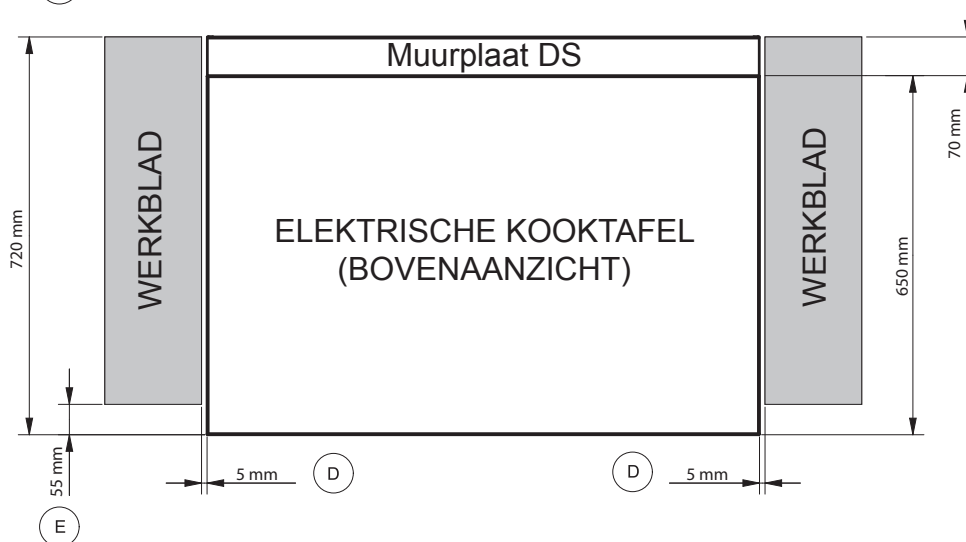 Muurplaat DS
WERKBLAD
WERKBLAD
ELEKTRISCHE KOOKTAFEL
(BOVENAANZICHT)
720 mm
70 mm
650 mm
55 mm
5 mm
D
D
5 mm
E